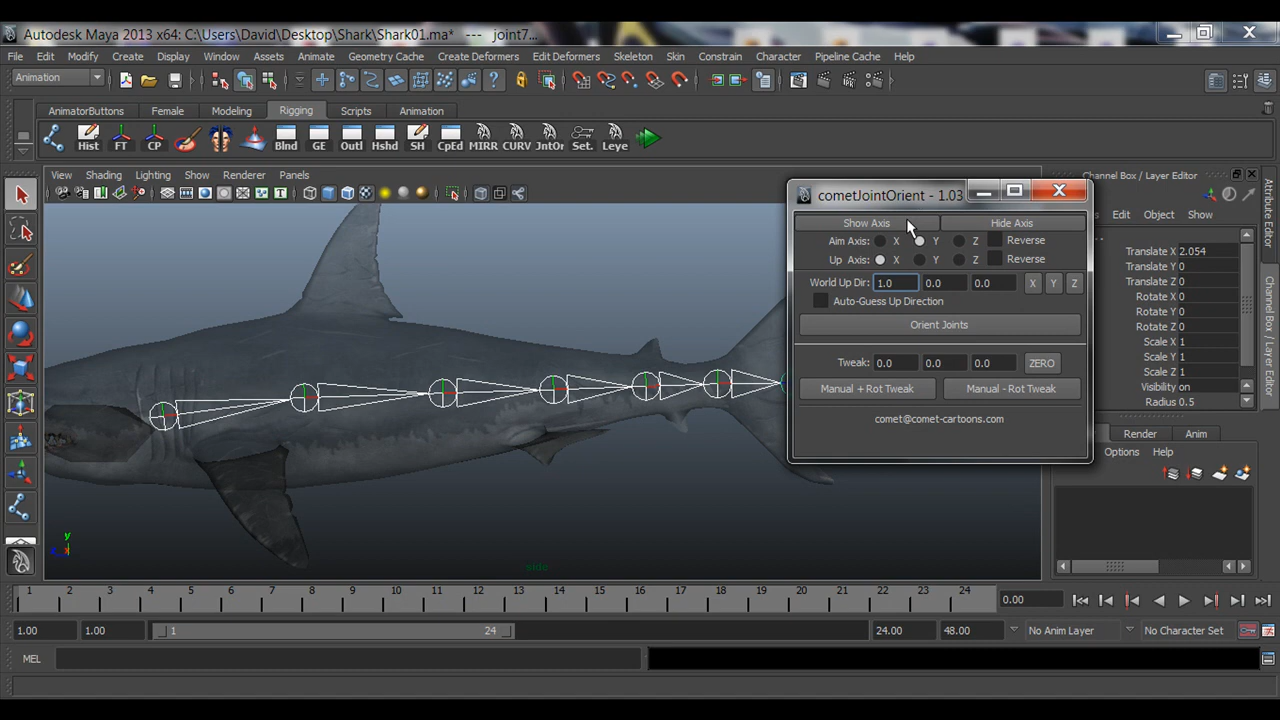 Autodesk Maya 2013 x64: C:\Users\David\Desktop\Shark\Shark01.ma* --- joint7...
File Edit Modify Create Display Window Assets Animate Geometry Cache Create Deformers Edit Deformers Skeleton Skin Constrain Character Pipeline Cache Help
Animation
AnimatorButtons Female Modeling Rigging Scripts Animation
Hist FT CP Blnd GE Outl Hshd SH CpEd MIRR CURV JntOr Set. Leye
View Shading Lighting Show Renderer Panels
cometJointOrient - 1.03
Show Axis Hide Axis
Aim Axis: X Y Z Reverse
Up Axis: X Y Z Reverse
World Up Dir: 1.0 0.0 0.0 X Y Z
Auto-Guess Up Direction
Orient Joints
Tweak: 0.0 0.0 0.0 ZERO
Manual + Rot Tweak Manual - Rot Tweak
comet@comet-cartoons.com
Channel Box / Layer Editor
Edit Object Show
Translate X 2.054
Translate Y 0
Translate Z 0
Rotate X 0
Rotate Y 0
Rotate Z 0
Scale X 1
Scale Y 1
Scale Z 1
Visibility on
Radius 0.5
Render Anim
Options Help
Attribute Editor
Channel Box / Layer Editor
y
side
1 2 3 4 5 6 7 8 9 10 11 12 13 14 15 16 17 18 19 20 21 22 23 24 0.00
1.00 1.00 1 24 24.00 48.00 No Anim Layer No Character Set
MEL